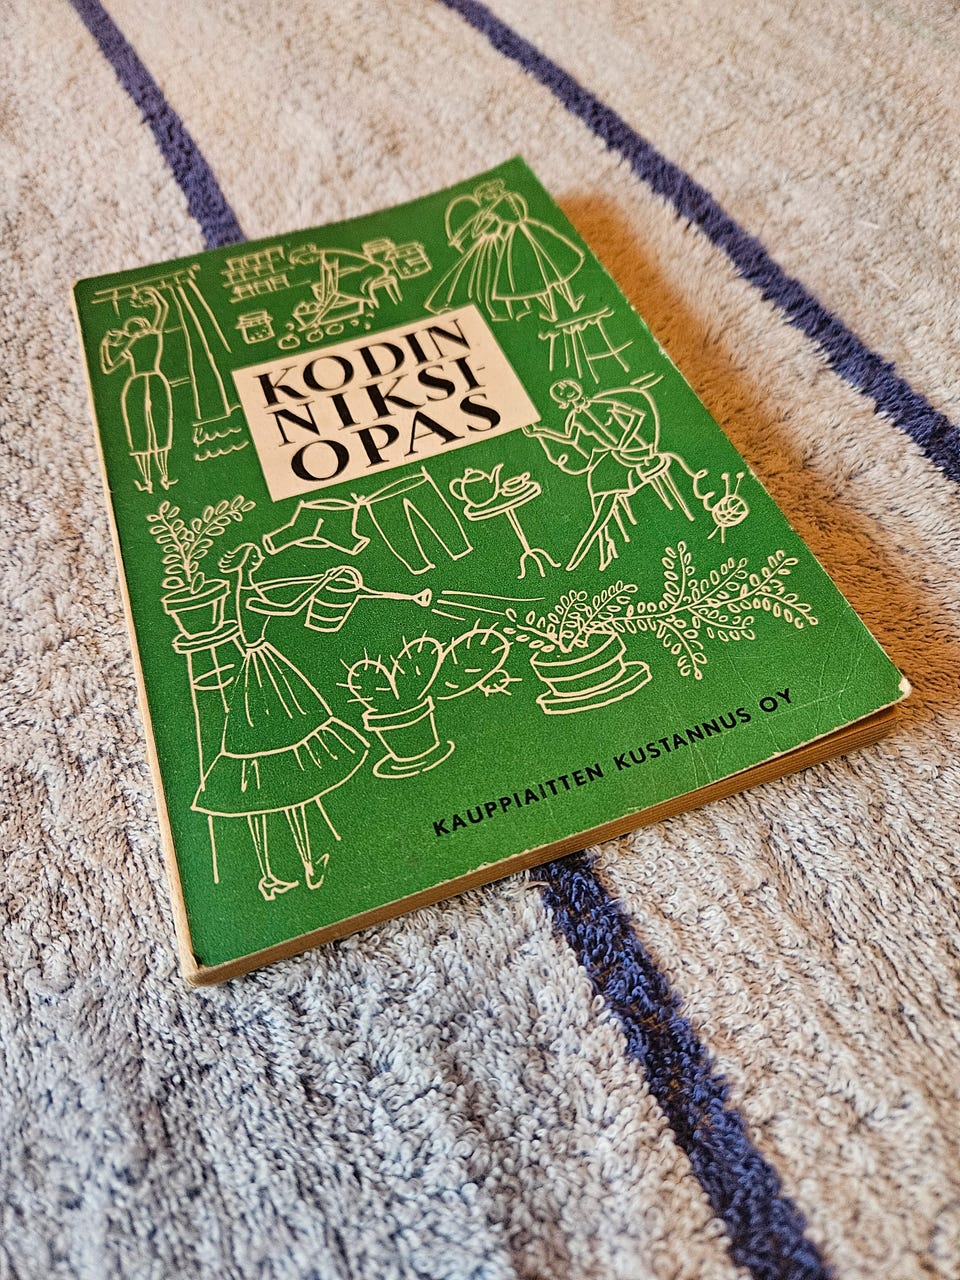 KODIN
NIKSI-
OPAS
KAUPPIAITTEN KUSTANNUS OY